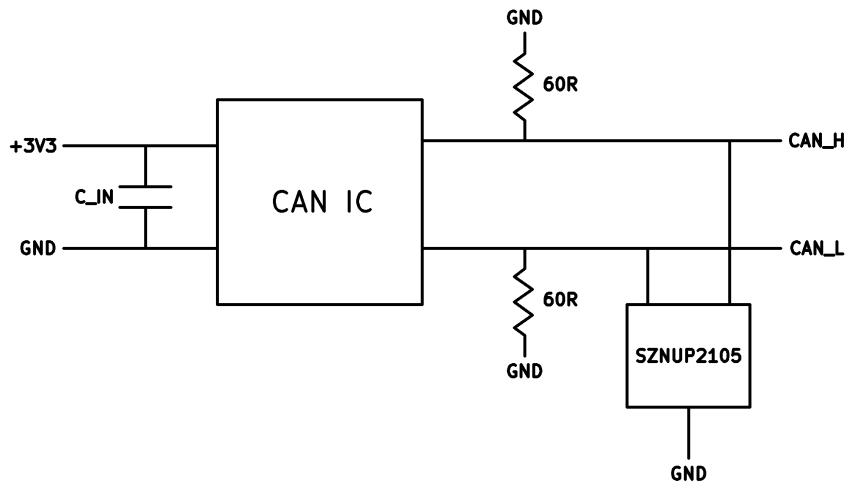 GND
60R
+3V3
CAN_H
C_IN
CAN IC
GND
CAN_L
60R
SZNUP2105
GND
GND